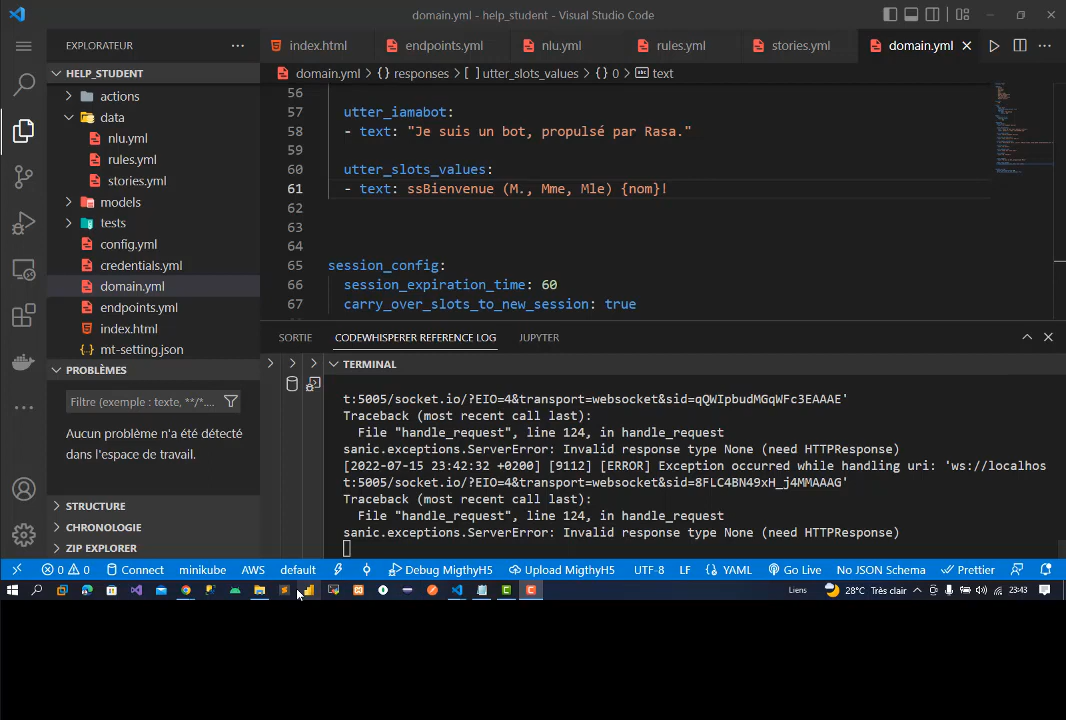 domain.yml - help_student - Visual Studio Code
EXPLORATEUR
HELP_STUDENT
actions
data
nlu.yml
rules.yml
stories.yml
models
tests
config.yml
credentials.yml
domain.yml
endpoints.yml
index.html
mt-setting.json
PROBLÈMES
Filtre (exemple : texte, **/*....
Aucun problème n'a été détecté
dans l'espace de travail.
STRUCTURE
CHRONOLOGIE
ZIP EXPLORER
index.html
endpoints.yml
nlu.yml
rules.yml
stories.yml
domain.yml
domain.yml > {} responses > [ ] utter_slots_values > {} 0 > text
56
57 utter_iamabot:
58 - text: "Je suis un bot, propulsé par Rasa."
59
60 utter_slots_values:
61 - text: ssBienvenue (M., Mme, Mle) {nom}!
62
63
64
65 session_config:
66 session_expiration_time: 60
67 carry_over_slots_to_new_session: true
SORTIE
CODEWHISPERER REFERENCE LOG
JUPYTER
TERMINAL
t:5005/socket.io/?EIO=4&transport=websocket&sid=qQWIpbudMGqWFc3EAAAE'
Traceback (most recent call last):
File "handle_request", line 124, in handle_request
sanic.exceptions.ServerError: Invalid response type None (need HTTPResponse)
[2022-07-15 23:42:32 +0200] [9112] [ERROR] Exception occurred while handling uri: 'ws://localhos
t:5005/socket.io/?EIO=4&transport=websocket&sid=8FLC4BN49xH_j4MMAAAG'
Traceback (most recent call last):
File "handle_request", line 124, in handle_request
sanic.exceptions.ServerError: Invalid response type None (need HTTPResponse)
0 0 Connect minikube AWS default Debug MigthyH5 Upload MigthyH5 UTF-8 LF YAML Go Live No JSON Schema Prettier
Liens 28°C Très clair 23:43